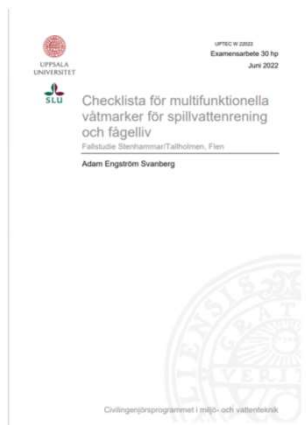 UPTEC W 22022
Examensarbete 30 hp
Juni 2022
UPPSALA
UNIVERSITET
SLU
Checklista för multifunktionella
våtmarker för spillvattenrening
och fågelliv
Fallstudie Stenhammar/Tallholmen, Flen
Adam Engström Svanberg
Civilingenjörsprogrammet i miljö- och vattenteknik